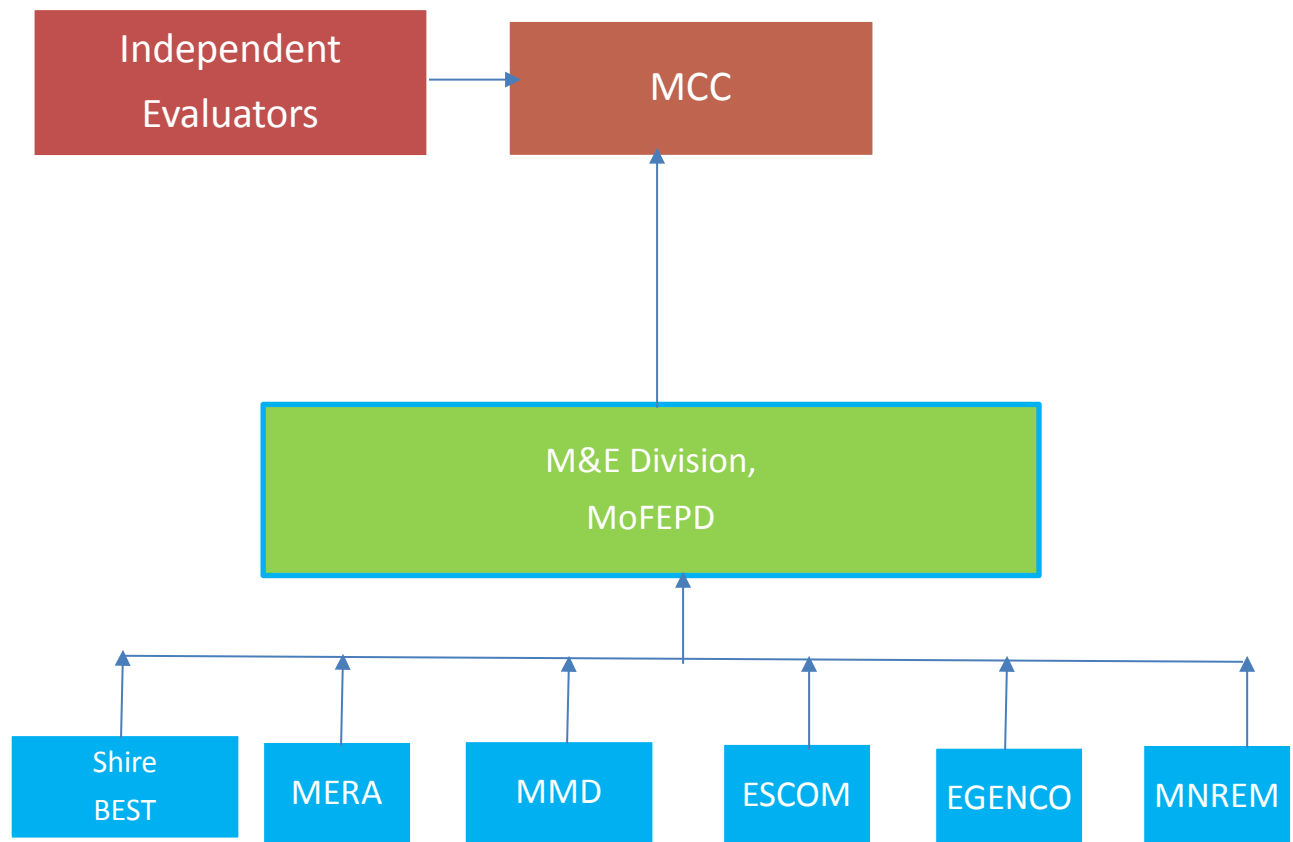 Independent
Evaluators
MCC
M&E Division,
MoFEPD
Shire
BEST
MERA
MMD
ESCOM
EGENCO
MNREM